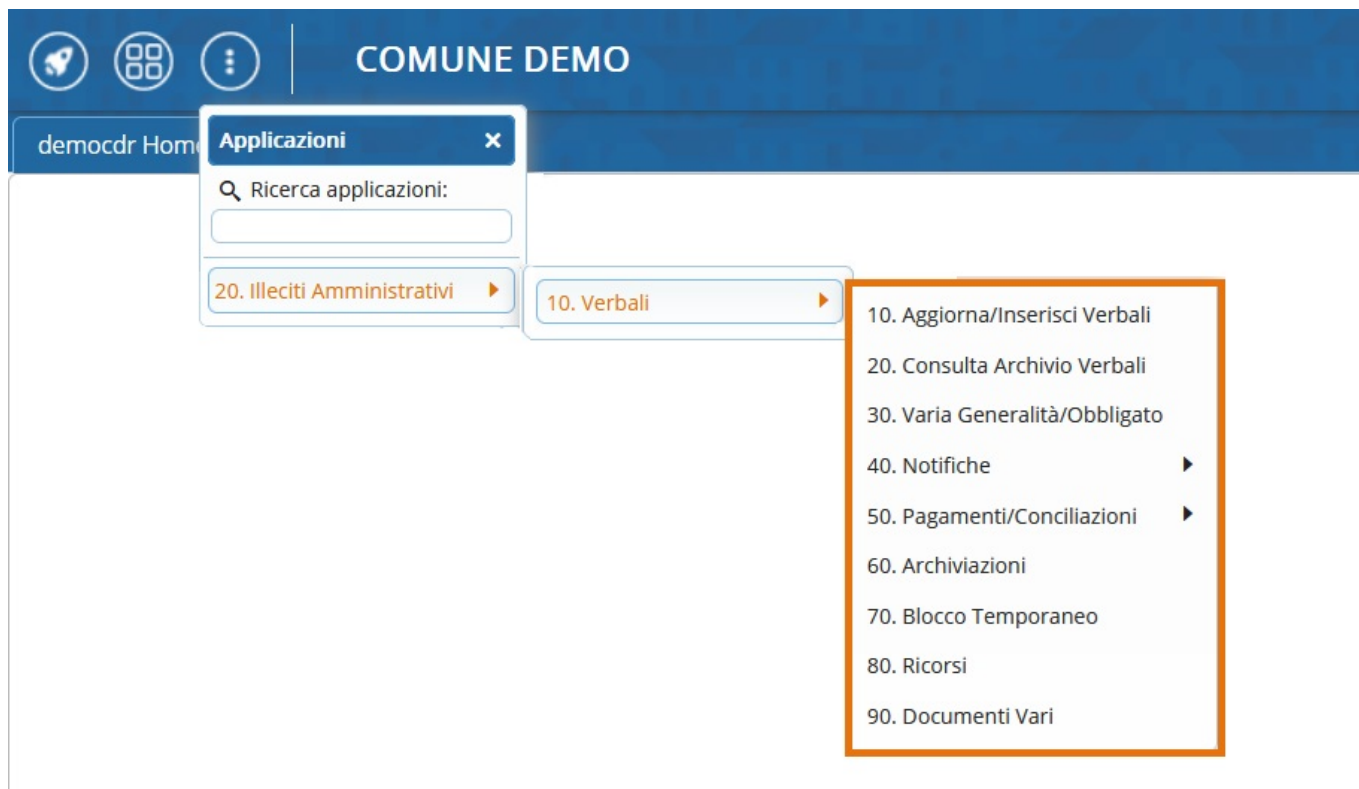 COMUNE DEMO
democdr Hom
Applicazioni
Ricerca applicazioni:
20. Illeciti Amministrativi
10. Verbali
10. Aggiorna/Inserisci Verbali
20. Consulta Archivio Verbali
30. Varia Generalità/Obbligato
40. Notifiche
50. Pagamenti/Conciliazioni
60. Archiviazioni
70. Blocco Temporaneo
80. Ricorsi
90. Documenti Vari